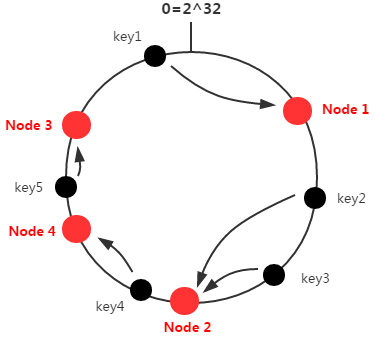 0=2^32
key1
Node 1
Node 3
key5
key2
Node 4
key3
key4
Node 2